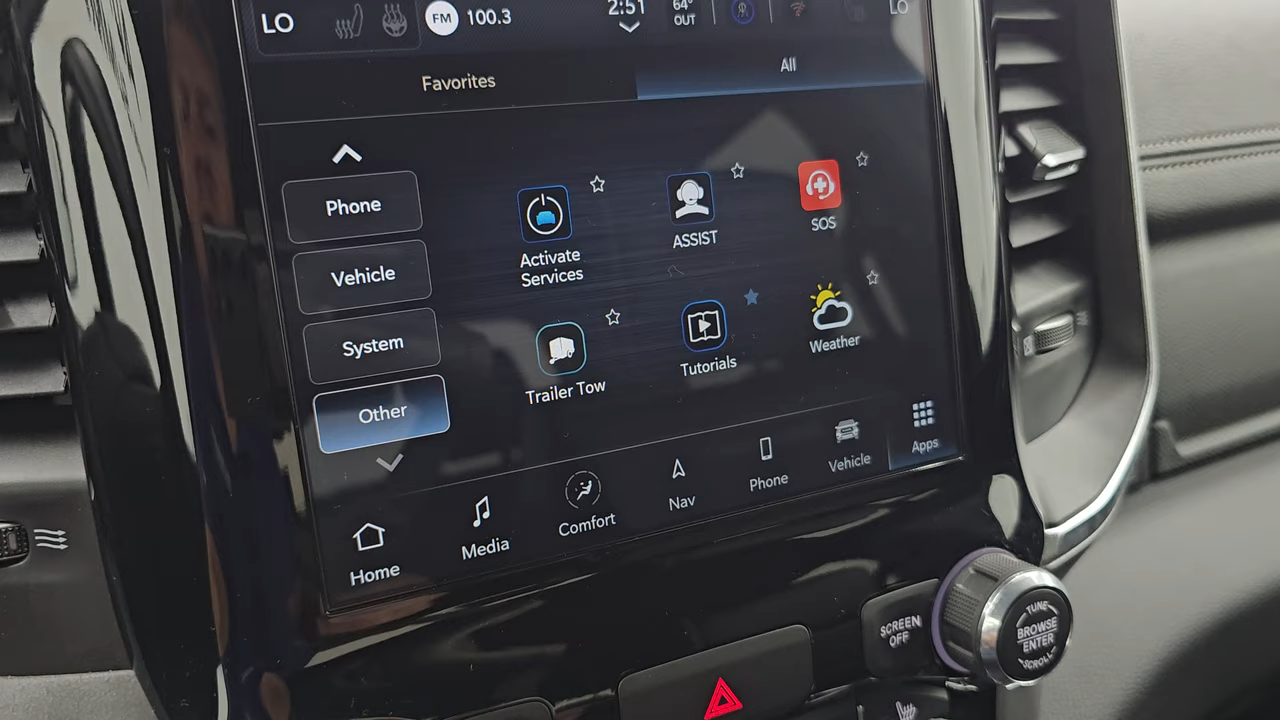 LO
FM 100.3
2:51
64°
OUT
LO
Favorites
All
Phone
Vehicle
System
Other
Activate
Services
ASSIST
SOS
Trailer Tow
Tutorials
Weather
Home
Media
Comfort
Nav
Phone
Vehicle
Apps
SCREEN
OFF
TUNE
BROWSE
ENTER
SCROLL